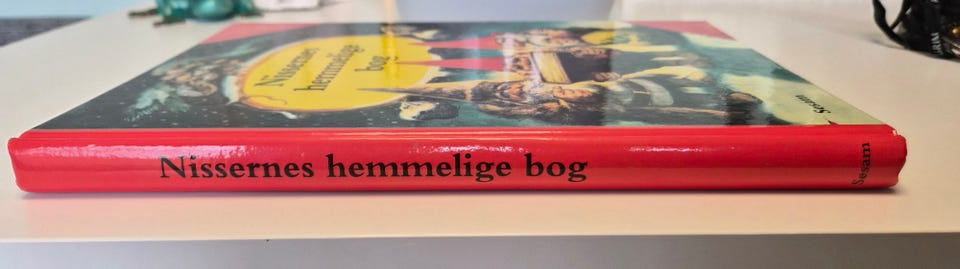 Nissernes
hemmelige
bog
Sesam
Nissernes hemmelige bog
Sesam